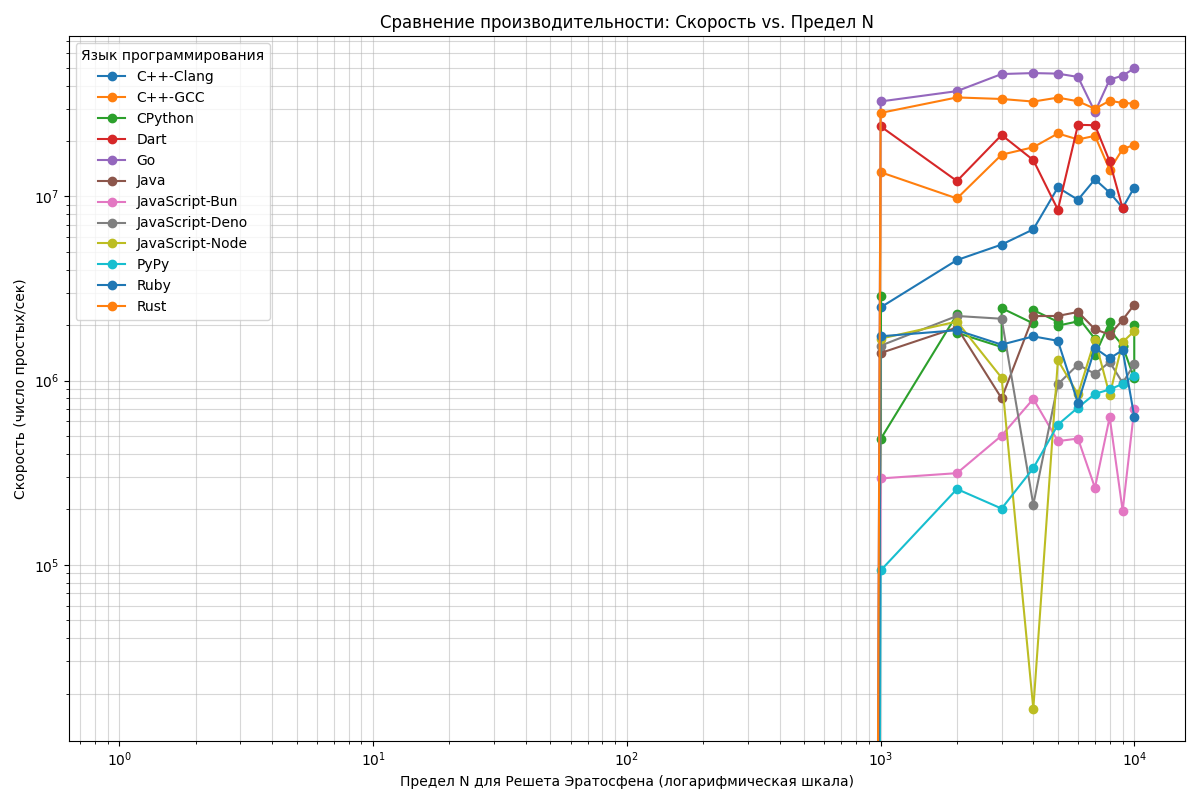 Сравнение производительности: Скорость vs. Предел N
Язык программирования
C++-Clang
C++-GCC
CPython
Dart
Go
Java
JavaScript-Bun
JavaScript-Deno
JavaScript-Node
PyPy
Ruby
Rust
Скорость (число простых/сек)
10⁷
10⁶
10⁵
10⁰ 10¹ 10² 10³ 10⁴
Предел N для Решета Эратосфена (логарифмическая шкала)